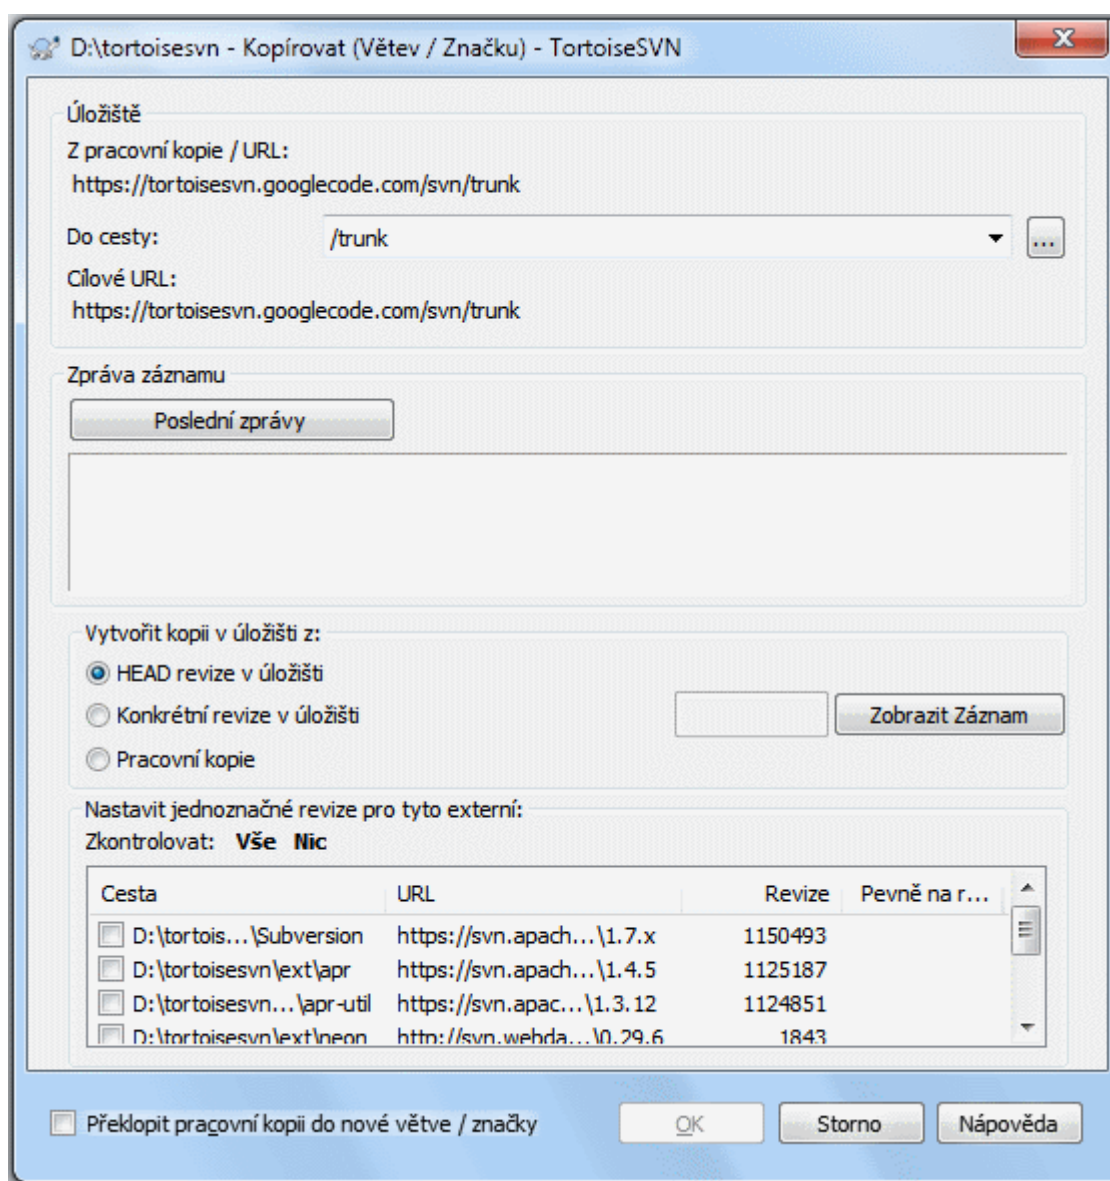 D:\tortoisesvn - Kopírovat (Větev / Značku) - TortoiseSVN
Úložiště
Z pracovní kopie / URL:
https://tortoisesvn.googlecode.com/svn/trunk
Do cesty: /trunk ...
Cílové URL:
https://tortoisesvn.googlecode.com/svn/trunk
Zpráva záznamu
Poslední zprávy
Vytvořit kopii v úložišti z:
HEAD revize v úložišti
Konkrétní revize v úložišti Zobrazit Záznam
Pracovní kopie
Nastavit jednoznačné revize pro tyto externí:
Zkontrolovat: Vše Nic
Cesta URL Revize Pevně na r...
D:\tortois...\Subversion https://svn.apach...\1.7.x 1150493
D:\tortoisesvn\ext\apr https://svn.apach...\1.4.5 1125187
D:\tortoisesvn...\apr-util https://svn.apac...\1.3.12 1124851
D:\tortoisesvn\ext\neon http://svn.webda...\0.29.6 1843
Překlopit pracovní kopii do nové větve / značky OK Storno Nápověda